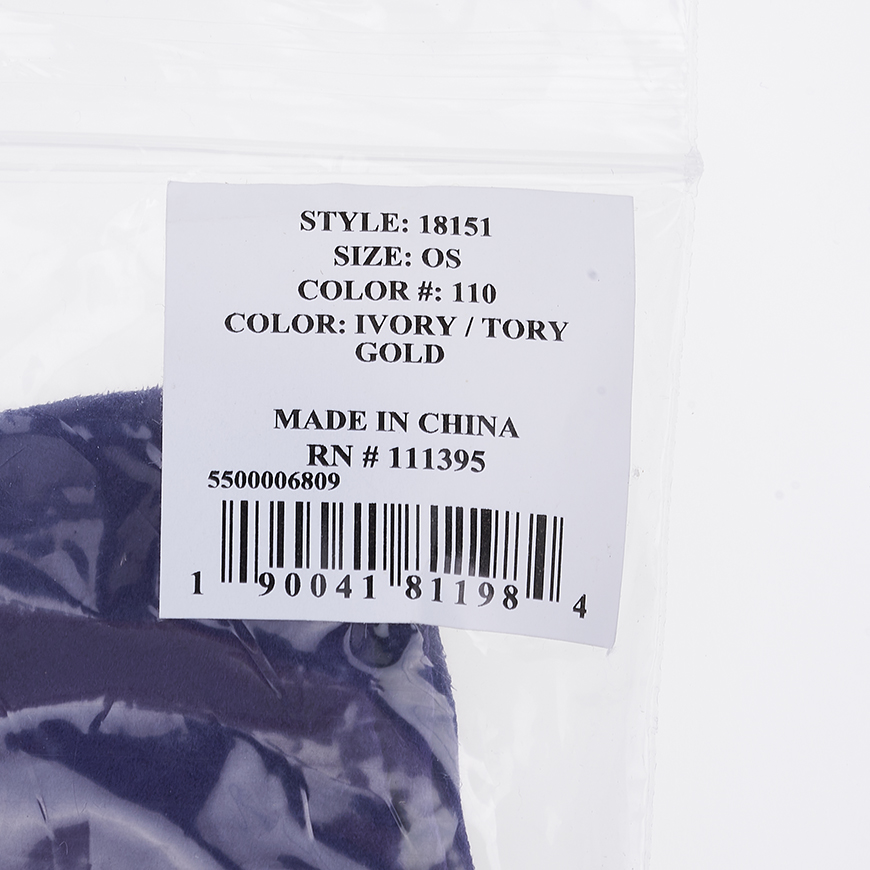 STYLE: 18151
SIZE: OS
COLOR #: 110
COLOR: IVORY / TORY
GOLD
MADE IN CHINA
RN # 111395
5500006809
1 90041 81198 4